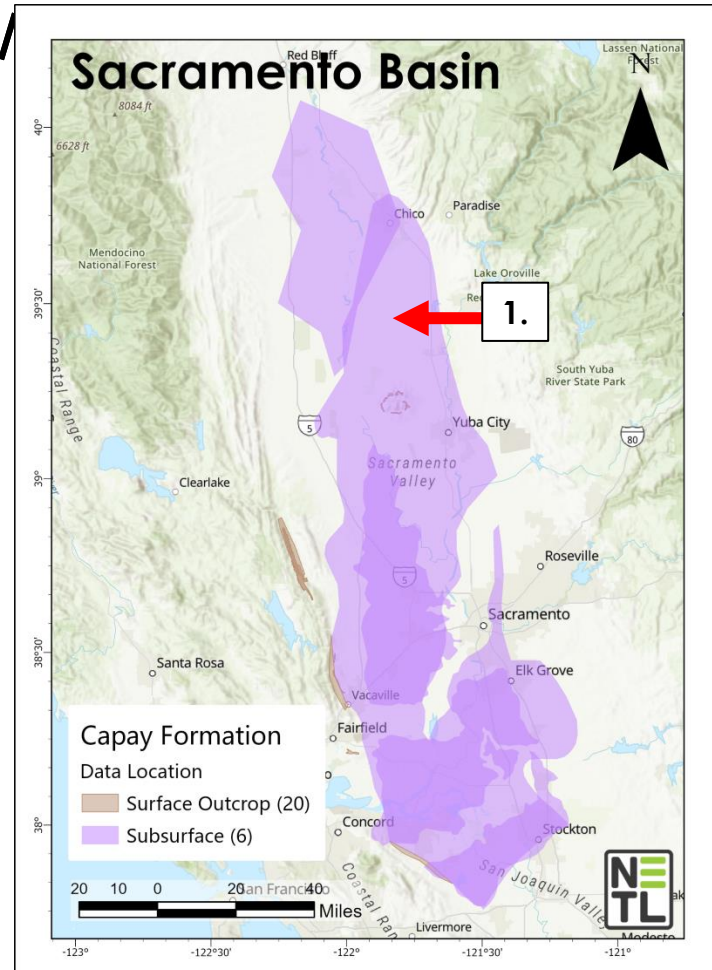 Sacramento Basin
Red Bluff
Lassen National
Forest
N
8084 ft
6628 ft
40°
Chico
Paradise
Mendocino
National Forest
Lake Oroville
39°30'
1.
South Yuba
River State Park
Coastal Range
5
Yuba City
80
Sacramento
Valley
39°
Clearlake
Roseville
5
Sacramento
38°30'
Santa Rosa
Elk Grove
Vacaville
Capay Formation
Fairfield
Data Location
Surface Outcrop (20)
Subsurface (6)
38°
Concord
Stockton
San Joaquin Valley
NETL
20 10 0 20 40
San Francisco
Miles
Livermore
Modesto
-123°
-122°30'
-122°
-121°30'
-121°